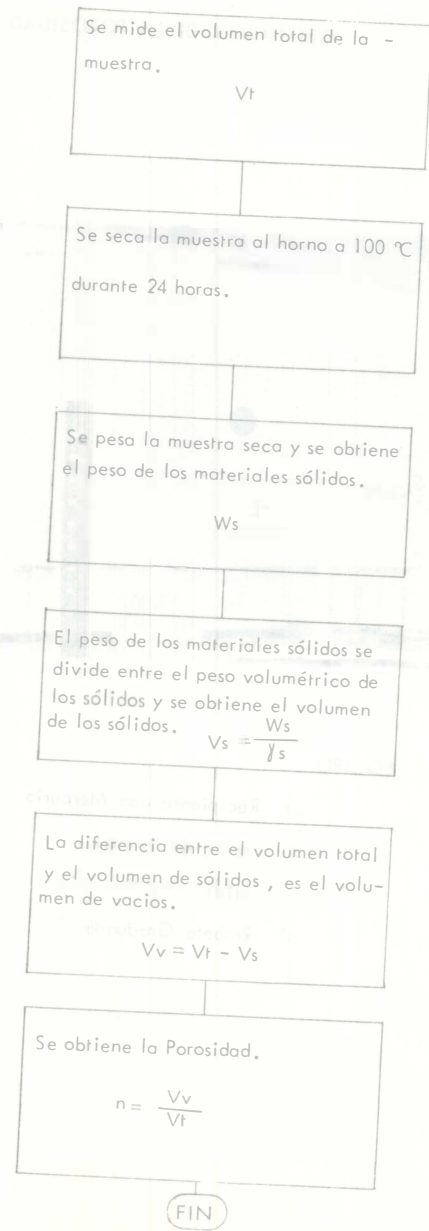 Se mide el volumen total de la -
muestra.
Vt
Se seca la muestra al horno a 100 °C
durante 24 horas.
Se pesa la muestra seca y se obtiene
el peso de los materiales sólidos.
Ws
El peso de los materiales sólidos se
divide entre el peso volumétrico de
los sólidos y se obtiene el volumen
de los sólidos. Vs = Ws / γs
La diferencia entre el volumen total
y el volumen de sólidos , es el volu-
men de vacios.
Vv = Vt - Vs
Se obtiene la Porosidad.
n = Vv / Vt
FIN